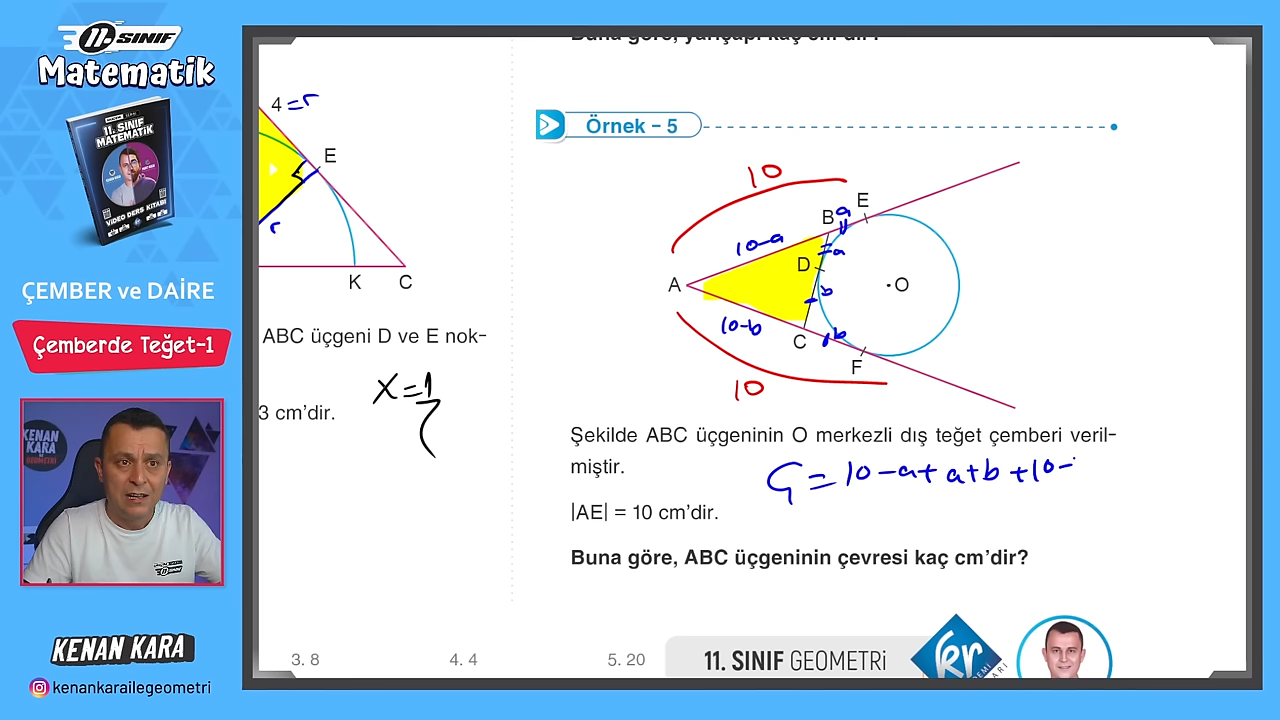 11. SINIF
Matematik
11. SINIF
MATEMATİK
VİDEO DERS KİTABI
ÇEMBER ve DAİRE
Çemberde Teğet-1
KENAN
KARA
GEOMETRİ
11. SINIF
KENAN KARA
kenankarailegeometri
4 = r
E
r
K C
ABC üçgeni D ve E nok-
3 cm'dir.
x = 1
3. 8
4. 4
5. 20
Buna göre, yarıçapı kaç cm'dir?
Örnek – 5
10
B a E
10-a
a
D
A
b
O
10-b
C b
F
10
Şekilde ABC üçgeninin O merkezli dış teğet çemberi veril-
miştir.
Ç = 10 - a + a + b + 10 -
|AE| = 10 cm'dir.
Buna göre, ABC üçgeninin çevresi kaç cm'dir?
11. SINIF GEOMETRİ
kr